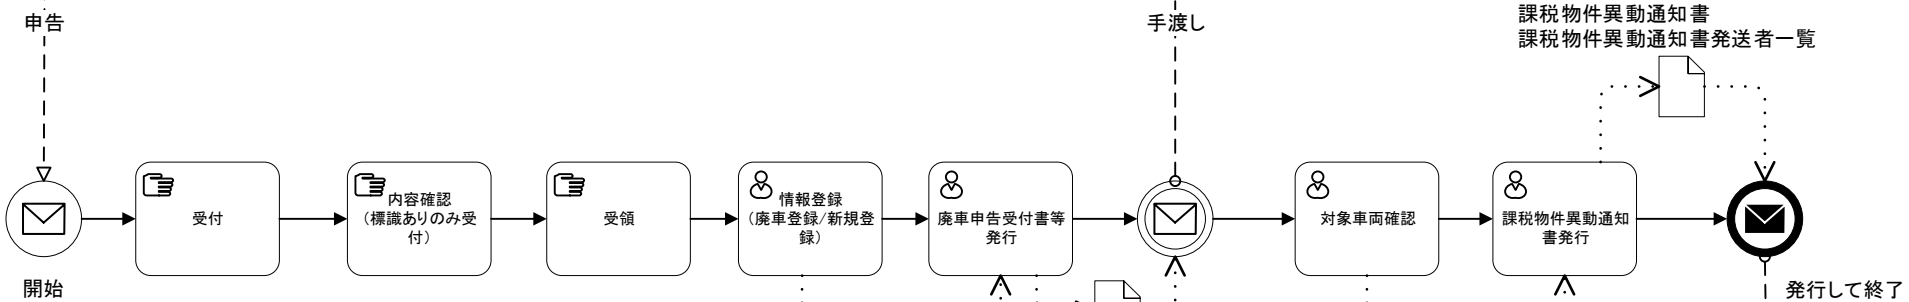 申告
手渡し
課税物件異動通知書
課税物件異動通知書発送者一覧
受付
内容確認
（標識ありのみ受
付）
受領
情報登録
（廃車登録/新規登
録）
廃車申告受付書等
発行
対象車両確認
課税物件異動通知
書発行
開始
発行して終了